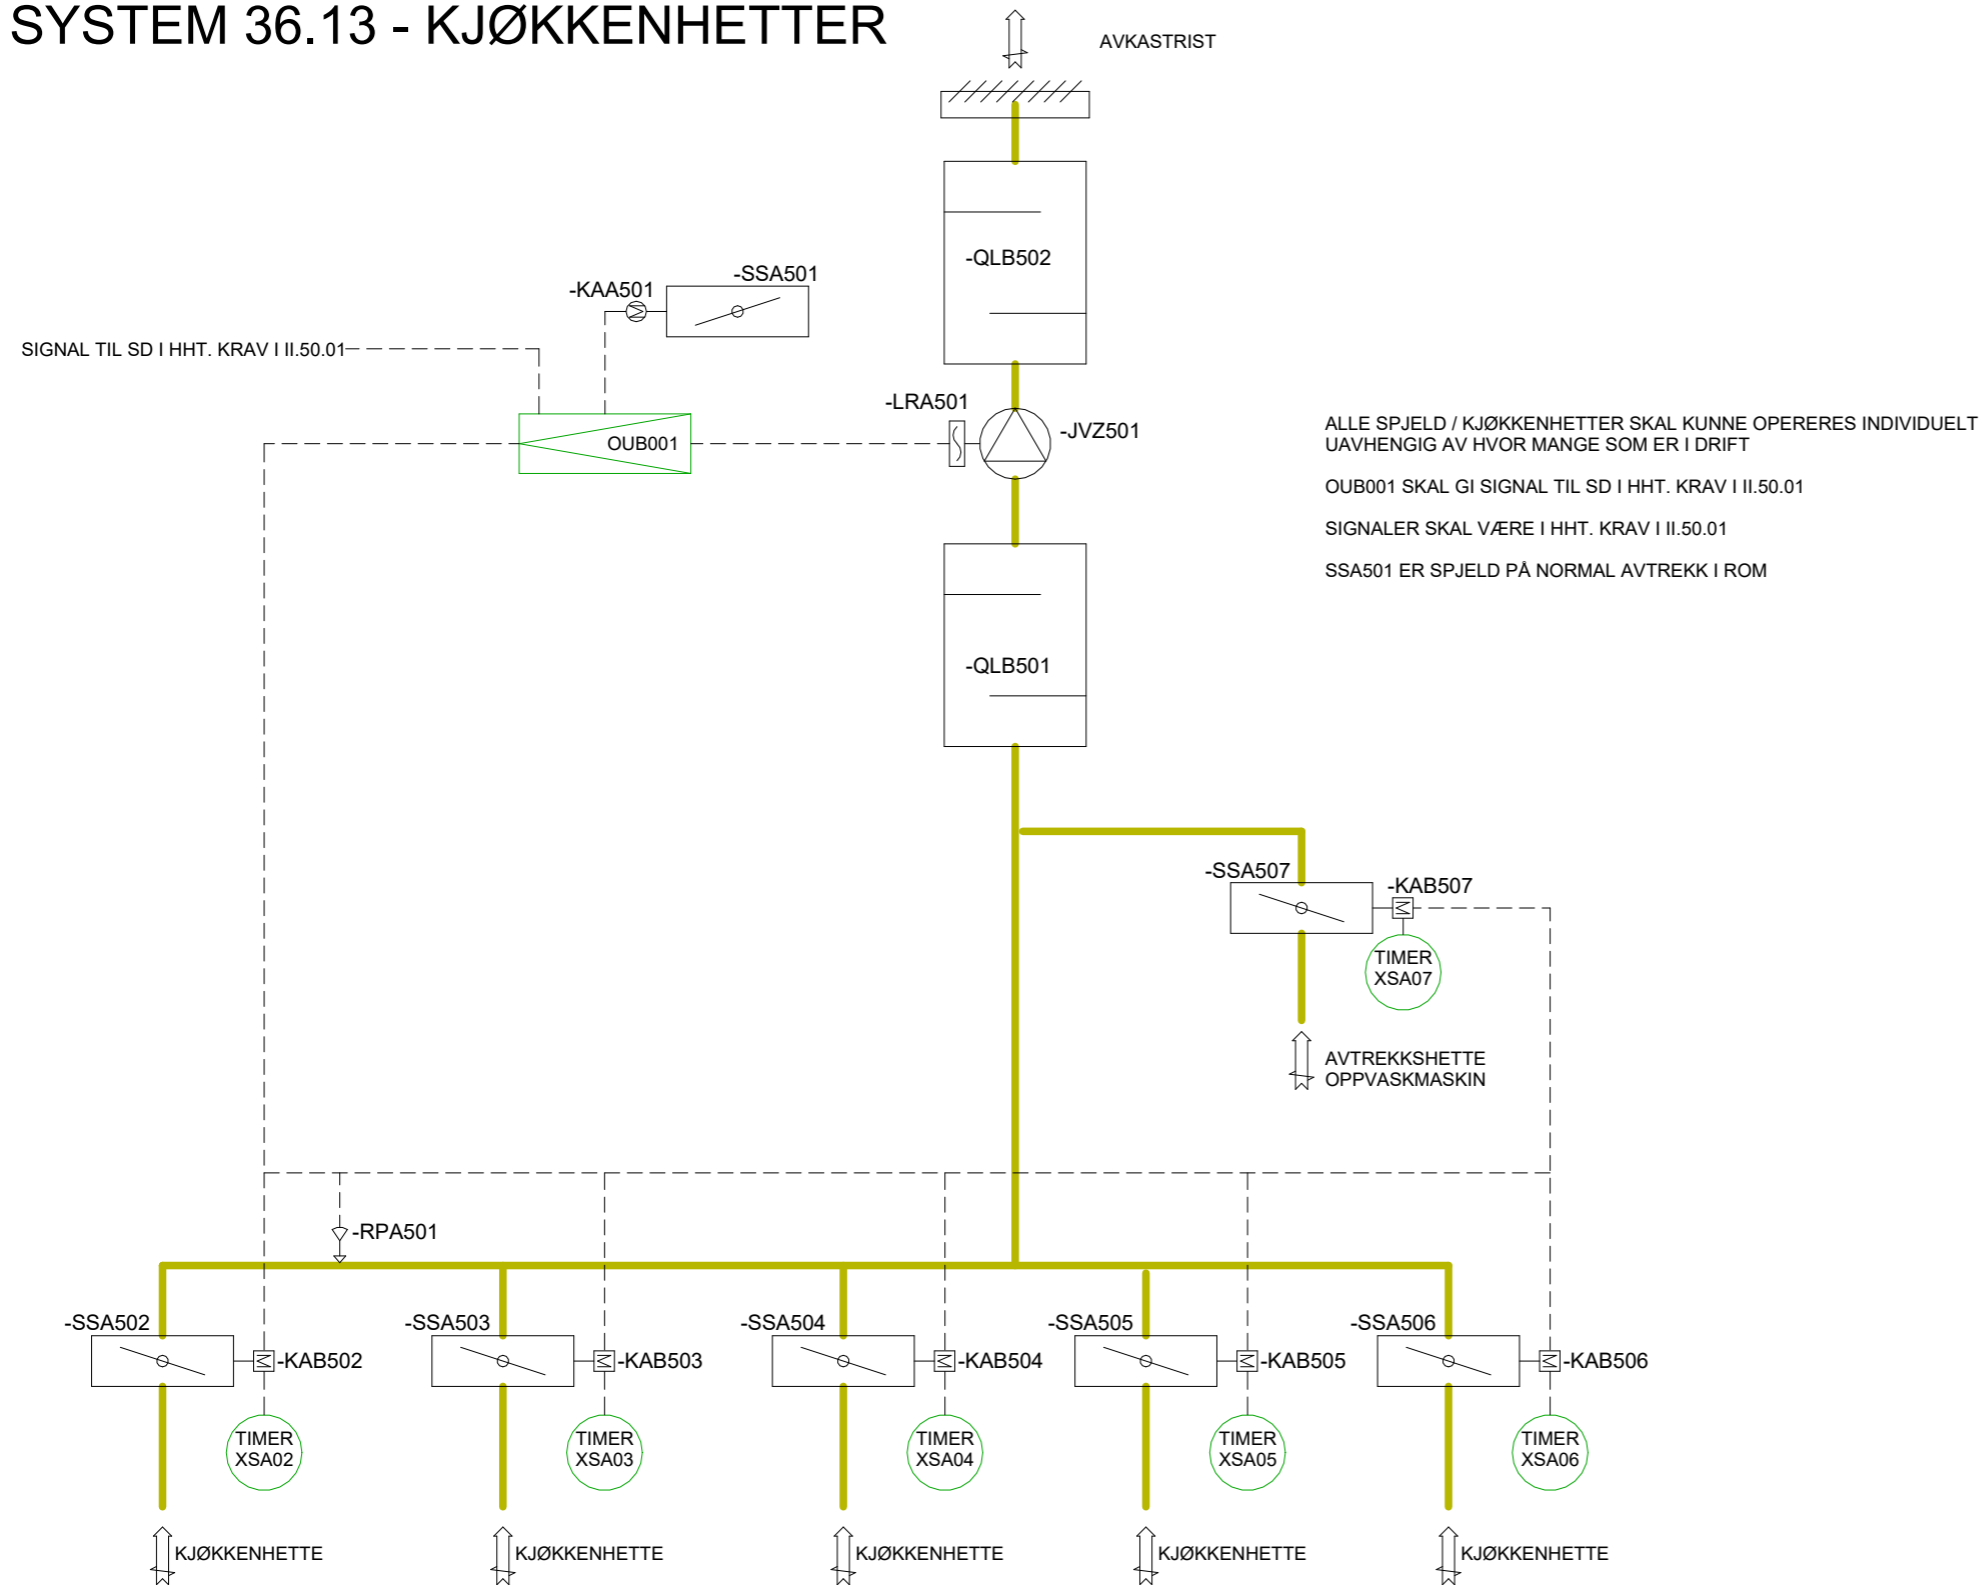 SYSTEM 36.13 - KJØKKENHETTER
AVKASTRIST
-QLB502
-SSA501
-KAA501
SIGNAL TIL SD I HHT. KRAV I II.50.01
-LRA501
-JVZ501
OUB001
ALLE SPJELD / KJØKKENHETTER SKAL KUNNE OPERERES INDIVIDUELT
UAVHENGIG AV HVOR MANGE SOM ER I DRIFT
OUB001 SKAL GI SIGNAL TIL SD I HHT. KRAV I II.50.01
SIGNALER SKAL VÆRE I HHT. KRAV I II.50.01
SSA501 ER SPJELD PÅ NORMAL AVTREKK I ROM
-QLB501
-SSA507
-KAB507
TIMER
XSA07
AVTREKKSHETTE
OPPVASKMASKIN
-RPA501
-SSA502
-KAB502
-SSA503
-KAB503
-SSA504
-KAB504
-SSA505
-KAB505
-SSA506
-KAB506
TIMER
XSA02
TIMER
XSA03
TIMER
XSA04
TIMER
XSA05
TIMER
XSA06
KJØKKENHETTE
KJØKKENHETTE
KJØKKENHETTE
KJØKKENHETTE
KJØKKENHETTE